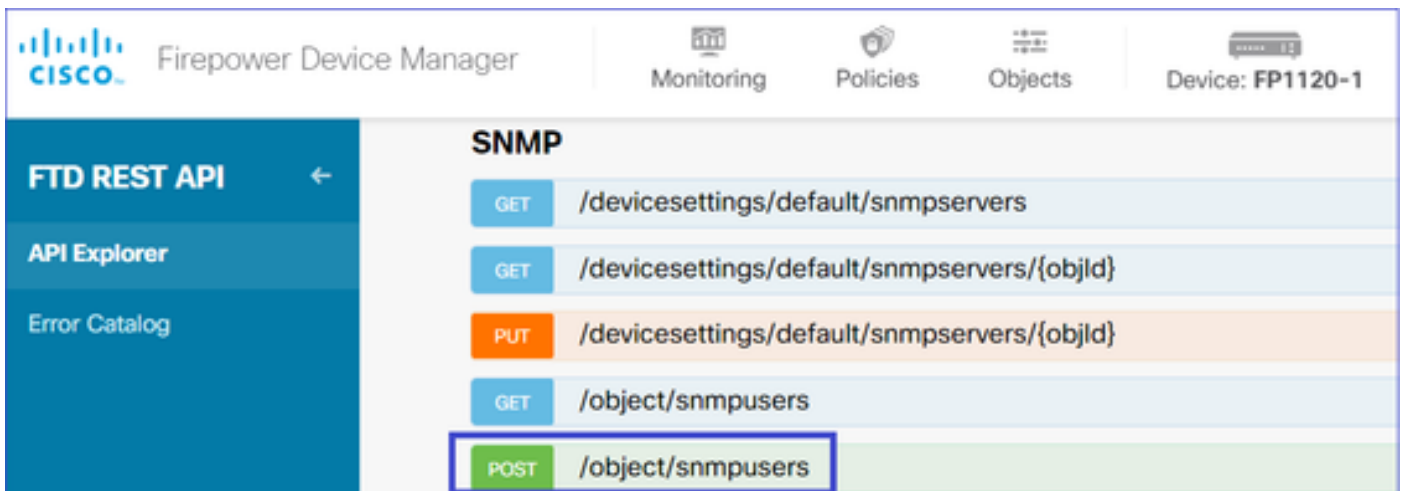 CISCO
Firepower Device Manager
Monitoring
Policies
Objects
Device: FP1120-1
FTD REST API
API Explorer
Error Catalog
SNMP
GET /devicesettings/default/snmpservers
GET /devicesettings/default/snmpservers/{objId}
PUT /devicesettings/default/snmpservers/{objId}
GET /object/snmpusers
POST /object/snmpusers